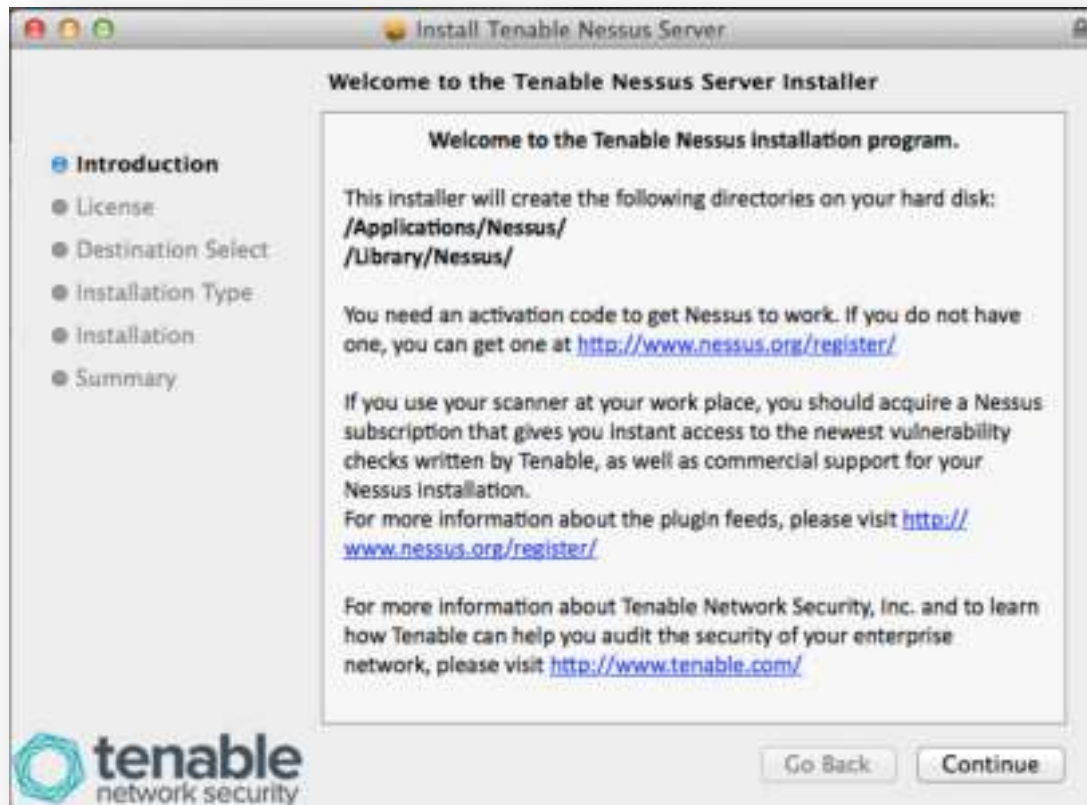 Install Tenable Nessus Server
Welcome to the Tenable Nessus Server Installer
Introduction
License
Destination Select
Installation Type
Installation
Summary
Welcome to the Tenable Nessus installation program.
This installer will create the following directories on your hard disk:
/Applications/Nessus/
/Library/Nessus/
You need an activation code to get Nessus to work. If you do not have
one, you can get one at http://www.nessus.org/register/
If you use your scanner at your work place, you should acquire a Nessus
subscription that gives you instant access to the newest vulnerability
checks written by Tenable, as well as commercial support for your
Nessus installation.
For more information about the plugin feeds, please visit http://
www.nessus.org/register/
For more information about Tenable Network Security, Inc. and to learn
how Tenable can help you audit the security of your enterprise
network, please visit http://www.tenable.com/
tenable
network security
Go Back
Continue